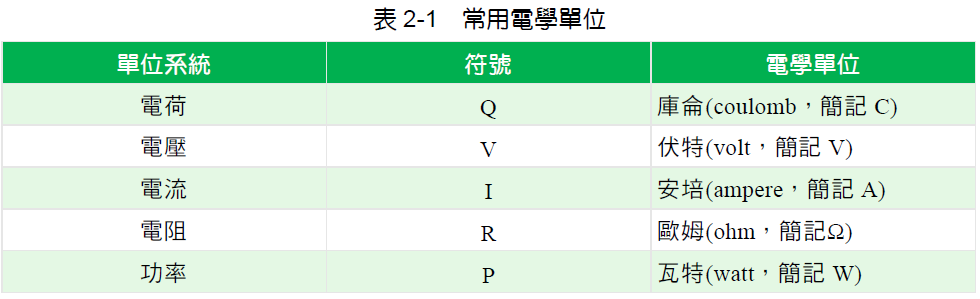 表 2-1　常用電學單位
單位系統 符號 電學單位
電荷 Q 庫侖(coulomb，簡記 C)
電壓 V 伏特(volt，簡記 V)
電流 I 安培(ampere，簡記 A)
電阻 R 歐姆(ohm，簡記Ω)
功率 P 瓦特(watt，簡記 W)